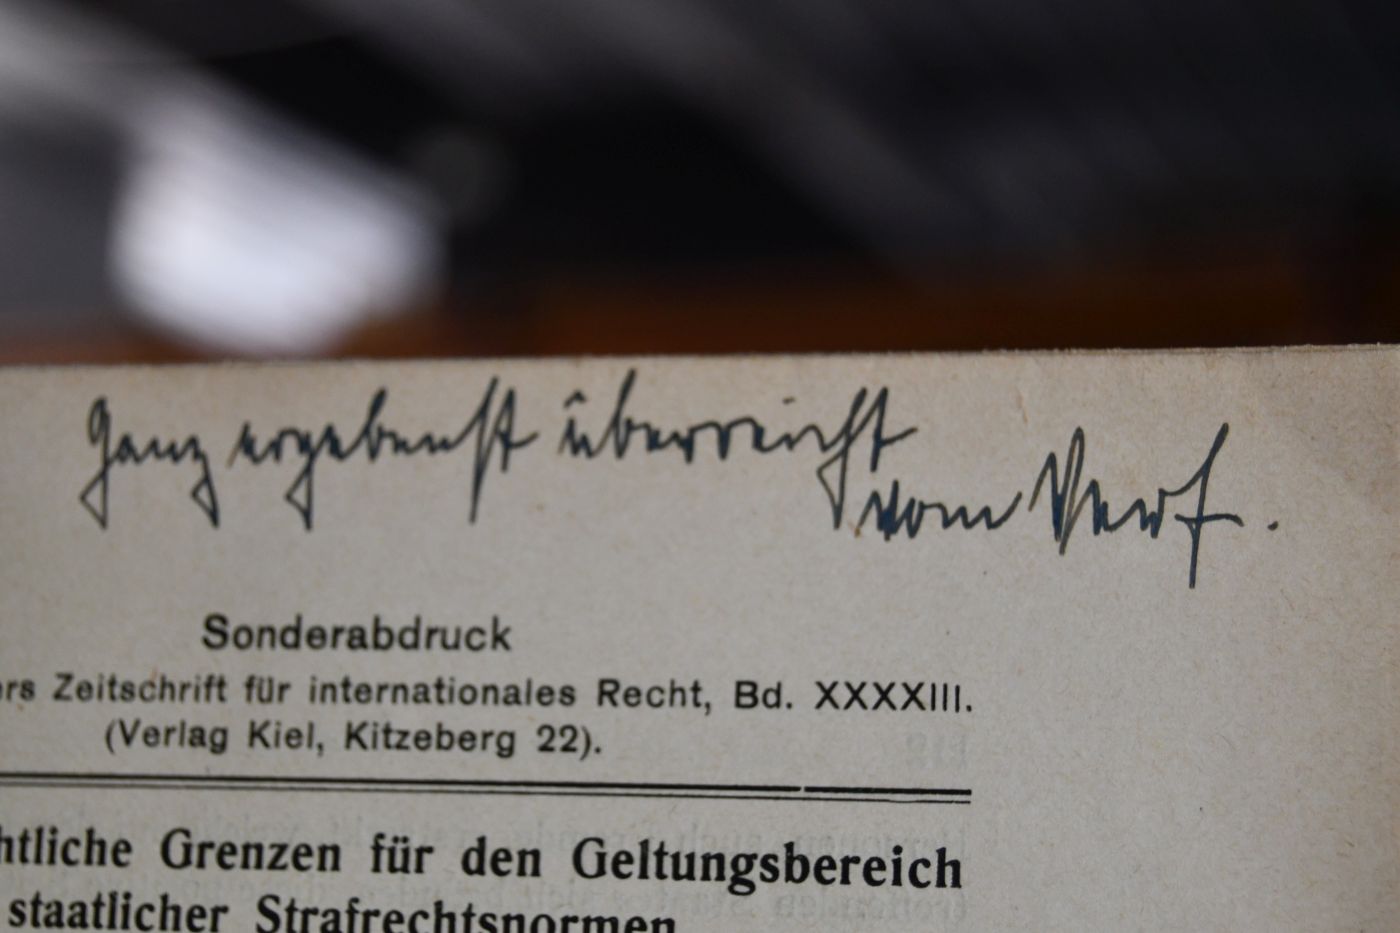 Ganz ergebenst überreicht
vom Verf.
Sonderabdruck
ers Zeitschrift für internationales Recht, Bd. XXXXIII.
(Verlag Kiel, Kitzeberg 22).
htliche Grenzen für den Geltungsbereich
staatlicher Strafrechtsnormen